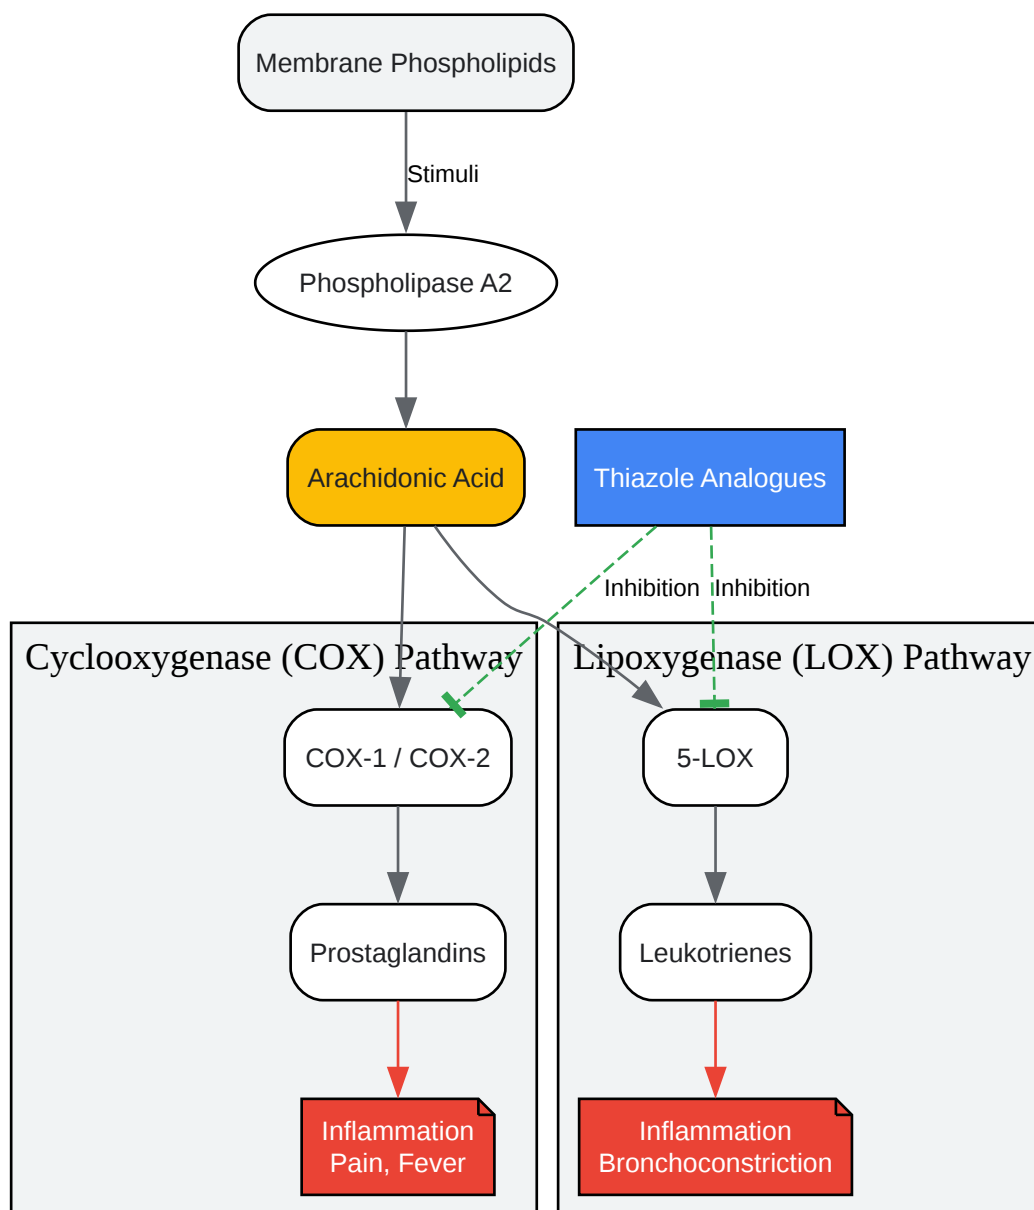 Membrane Phospholipids
Stimuli
Phospholipase A2
Arachidonic Acid
Thiazole Analogues
Inhibition
Inhibition
Cyclooxygenase (COX) Pathway
Lipoxygenase (LOX) Pathway
COX-1 / COX-2
5-LOX
Prostaglandins
Leukotrienes
Inflammation
Pain, Fever
Inflammation
Bronchoconstriction